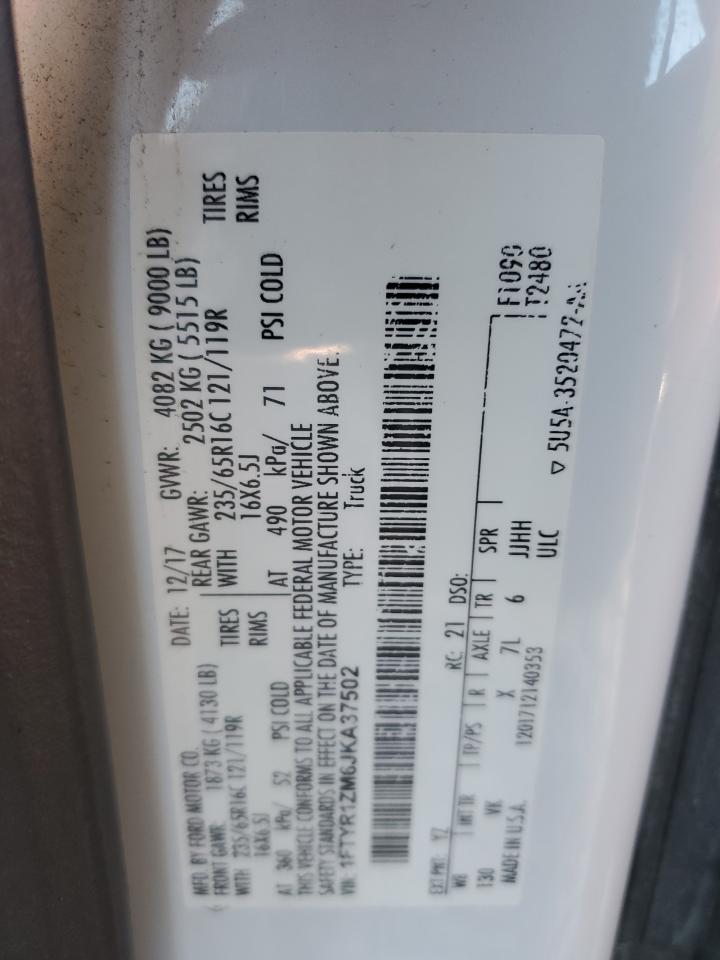 MFD. BY FORD MOTOR CO. DATE: 12/17 GVWR: 4082 KG ( 9000 LB)
FRONT GAWR: 1873 KG ( 4130 LB) REAR GAWR: 2502 KG ( 5515 LB)
WITH 235/65R16C 121/119R TIRES WITH 235/65R16C 121/119R TIRES
16X6.5J RIMS 16X6.5J RIMS
AT 360 kPa/ 52 PSI COLD AT 490 kPa/ 71 PSI COLD
THIS VEHICLE CONFORMS TO ALL APPLICABLE FEDERAL MOTOR VEHICLE
SAFETY STANDARDS IN EFFECT ON THE DATE OF MANUFACTURE SHOWN ABOVE.
VIN: 1FTYR1ZM6JKA37502 TYPE: Truck
EXT PNT: YZ RC: 21 DSO:
WB INT TR TP/PS R AXLE TR SPR F1090
130 VK X 7L 6 JJHH T2480
ULC
MADE IN U.S.A. 1201712140353 ▽ 5U5A-3520472-AA